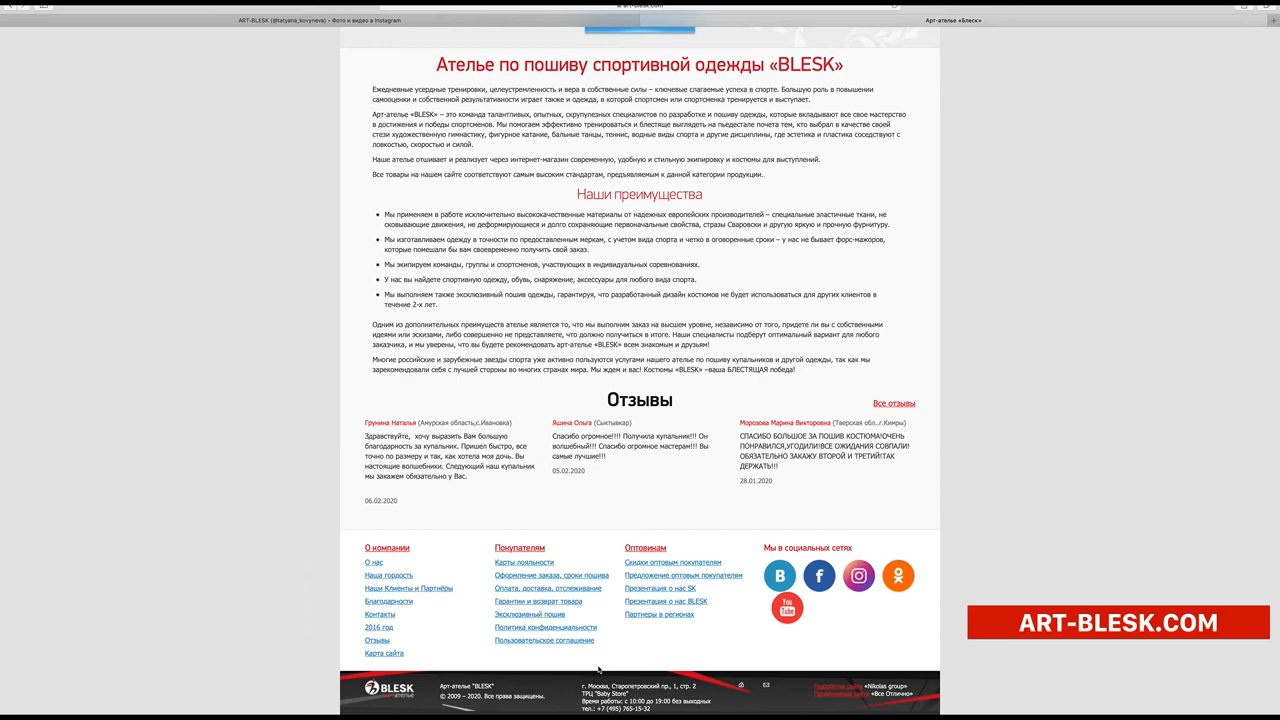 art-blesk.com
ART-BLESK (@tatyana_kovyneva) • Фото и видео в Instagram
Арт-ателье «Блеск»
Ателье по пошиву спортивной одежды «BLESK»
Ежедневные усердные тренировки, целеустремленность и вера в собственные силы – ключевые слагаемые успеха в спорте. Большую роль в повышении
самооценки и собственной результативности играет также и одежда, в которой спортсмен или спортсменка тренируется и выступает.
Арт-ателье «BLESK» – это команда талантливых, опытных, скрупулезных специалистов по разработке и пошиву одежды, которые вкладывают все свое мастерство
в достижения и победы спортсменов. Мы помогаем эффективно тренироваться и блестяще выглядеть на пьедестале почета тем, кто выбрал в качестве своей
стези художественную гимнастику, фигурное катание, бальные танцы, теннис, водные виды спорта и другие дисциплины, где эстетика и пластика соседствуют с
ловкостью, скоростью и силой.
Наше ателье отшивает и реализует через интернет-магазин современную, удобную и стильную экипировку и костюмы для выступлений.
Все товары на нашем сайте соответствуют самым высоким стандартам, предъявляемым к данной категории продукции.
Наши преимущества
• Мы применяем в работе исключительно высококачественные материалы от надежных европейских производителей – специальные эластичные ткани, не
сковывающие движения, не деформирующиеся и долго сохраняющие первоначальные свойства, стразы Сваровски и другую яркую и прочную фурнитуру.
• Мы изготавливаем одежду в точности по предоставленным меркам, с учетом вида спорта и четко в оговоренные сроки – у нас не бывает форс-мажоров,
которые помешали бы вам своевременно получить свой заказ.
• Мы экипируем команды, группы и спортсменов, участвующих в индивидуальных соревнованиях.
• У нас вы найдете спортивную одежду, обувь, снаряжение, аксессуары для любого вида спорта.
• Мы выполняем также эксклюзивный пошив одежды, гарантируя, что разработанный дизайн костюмов не будет использоваться для других клиентов в
течение 2-х лет.
Одним из дополнительных преимуществ ателье является то, что мы выполним заказ на высшем уровне, независимо от того, придете ли вы с собственными
идеями или эскизами, либо совершенно не представляете, что должно получиться в итоге. Наши специалисты подберут оптимальный вариант для любого
заказчика, и мы уверены, что вы будете рекомендовать арт-ателье «BLESK» всем знакомым и друзьям!
Многие российские и зарубежные звезды спорта уже активно пользуются услугами нашего ателье по пошиву купальников и другой одежды, так как мы
зарекомендовали себя с лучшей стороны во многих странах мира. Мы ждем и вас! Костюмы «BLESK» –ваша БЛЕСТЯЩАЯ победа!
Отзывы
Все отзывы
Грунина Наталья (Амурская область,с.Ивановка)
Здравствуйте, хочу выразить Вам большую
благодарность за купальник. Пришел быстро, все
точно по размеру и так, как хотела моя дочь. Вы
настоящие волшебники. Следующий наш купальник
мы закажем обязательно у Вас.
06.02.2020
Яшина Ольга (Сыктывкар)
Спасибо огромное!!!! Получила купальник!!! Он
волшебный!!! Спасибо огромное мастерам!!! Вы
самые лучшие!!!
05.02.2020
Морозова Марина Викторовна (Тверская обл..г.Кимры)
СПАСИБО БОЛЬШОЕ ЗА ПОШИВ КОСТЮМА!ОЧЕНЬ
ПОНРАВИЛСЯ,УГОДИЛИ!ВСЕ ОЖИДАНИЯ СОВПАЛИ!
ОБЯЗАТЕЛЬНО ЗАКАЖУ ВТОРОЙ И ТРЕТИЙ!ТАК
ДЕРЖАТЬ!!!
28.01.2020
О компании
О нас
Наша гордость
Наши Клиенты и Партнёры
Благодарности
Контакты
2016 год
Отзывы
Карта сайта
Покупателям
Карты лояльности
Оформление заказа, сроки пошива
Оплата, доставка, отслеживание
Гарантии и возврат товара
Эксклюзивный пошив
Политика конфиденциальности
Пользовательское соглашение
Оптовикам
Скидки оптовым покупателям
Предложение оптовым покупателям
Презентация о нас SK
Презентация о нас BLESK
Партнеры в регионах
Мы в социальных сетях
B
f
You
Tube
ART-BLESK.COM
BLESK
Арт-ателье "BLESK"
© 2009 – 2020. Все права защищены.
г. Москва, Старопетровский пр., 1, стр. 2
ТРЦ "Baby Store"
Время работы: с 10:00 до 19:00 без выходных
тел.: +7 (495) 765-15-32
Разработка сайта «Nikolas group»
«Все Отлично»